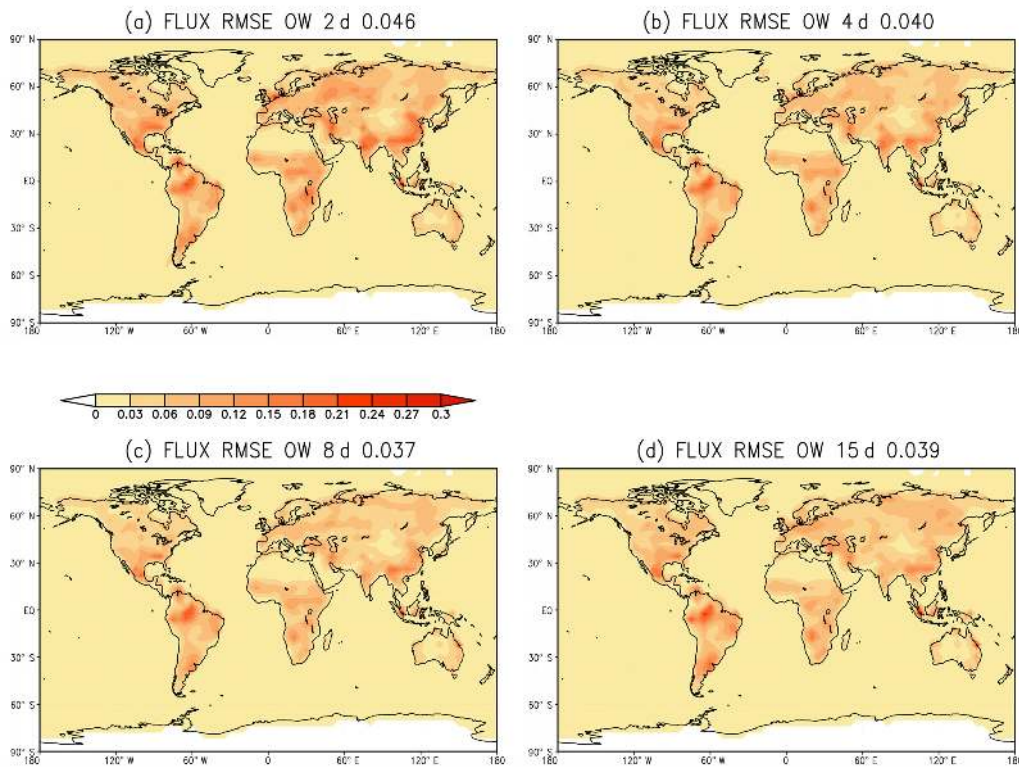 (a) FLUX RMSE OW 2 d 0.046
90° N
60° N
30° N
EQ
30° S
60° S
90° S
180 120° W 60° W 0 60° E 120° E 180
(b) FLUX RMSE OW 4 d 0.040
90° N
60° N
30° N
EQ
30° S
60° S
90° S
180 120° W 60° W 0 60° E 120° E 180
0 0.03 0.06 0.09 0.12 0.15 0.18 0.21 0.24 0.27 0.3
(c) FLUX RMSE OW 8 d 0.037
90° N
60° N
30° N
EQ
30° S
60° S
90° S
180 120° W 60° W 0 60° E 120° E 180
(d) FLUX RMSE OW 15 d 0.039
90° N
60° N
30° N
EQ
30° S
60° S
90° S
180 120° W 60° W 0 60° E 120° E 180